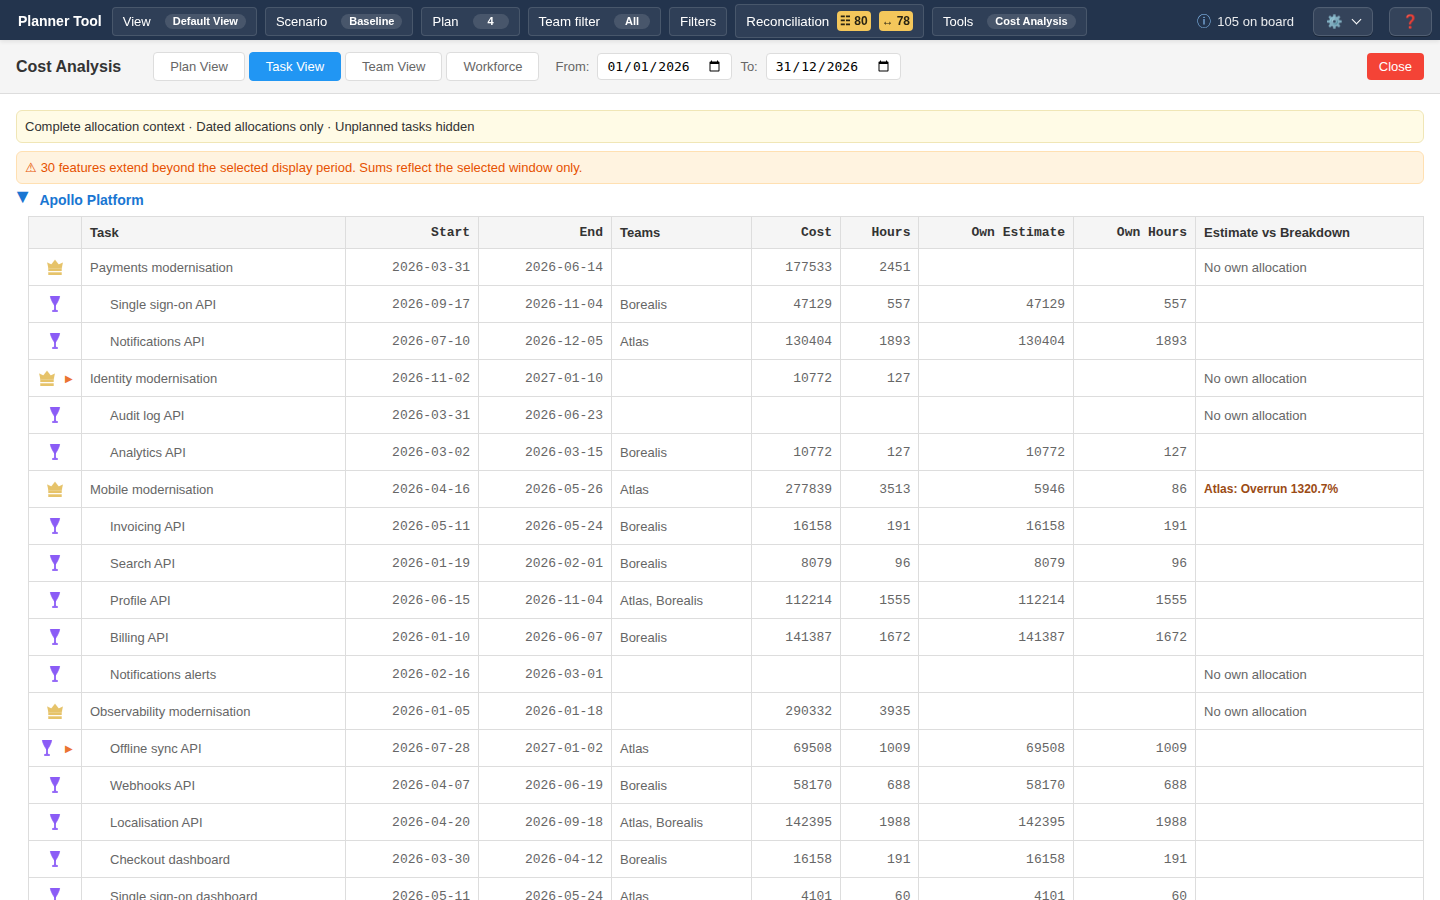 Planner Tool View Default View Scenario Baseline Plan 4 Team filter All Filters Reconciliation 80 ↔ 78 Tools Cost Analysis ⓘ 105 on board ❓
Cost Analysis Plan View Task View Team View Workforce From: 01/01/2026 To: 31/12/2026 Close
Complete allocation context · Dated allocations only · Unplanned tasks hidden
⚠ 30 features extend beyond the selected display period. Sums reflect the selected window only.
▼ Apollo Platform
Task Start End Teams Cost Hours Own Estimate Own Hours Estimate vs Breakdown
Payments modernisation 2026-03-31 2026-06-14 177533 2451 No own allocation
Single sign-on API 2026-09-17 2026-11-04 Borealis 47129 557 47129 557
Notifications API 2026-07-10 2026-12-05 Atlas 130404 1893 130404 1893
▶ Identity modernisation 2026-11-02 2027-01-10 10772 127 No own allocation
Audit log API 2026-03-31 2026-06-23 No own allocation
Analytics API 2026-03-02 2026-03-15 Borealis 10772 127 10772 127
Mobile modernisation 2026-04-16 2026-05-26 Atlas 277839 3513 5946 86 Atlas: Overrun 1320.7%
Invoicing API 2026-05-11 2026-05-24 Borealis 16158 191 16158 191
Search API 2026-01-19 2026-02-01 Borealis 8079 96 8079 96
Profile API 2026-06-15 2026-11-04 Atlas, Borealis 112214 1555 112214 1555
Billing API 2026-01-10 2026-06-07 Borealis 141387 1672 141387 1672
Notifications alerts 2026-02-16 2026-03-01 No own allocation
Observability modernisation 2026-01-05 2026-01-18 290332 3935 No own allocation
▶ Offline sync API 2026-07-28 2027-01-02 Atlas 69508 1009 69508 1009
Webhooks API 2026-04-07 2026-06-19 Borealis 58170 688 58170 688
Localisation API 2026-04-20 2026-09-18 Atlas, Borealis 142395 1988 142395 1988
Checkout dashboard 2026-03-30 2026-04-12 Borealis 16158 191 16158 191
Single sign-on dashboard 2026-05-11 2026-05-24 Atlas 4101 60 4101 60